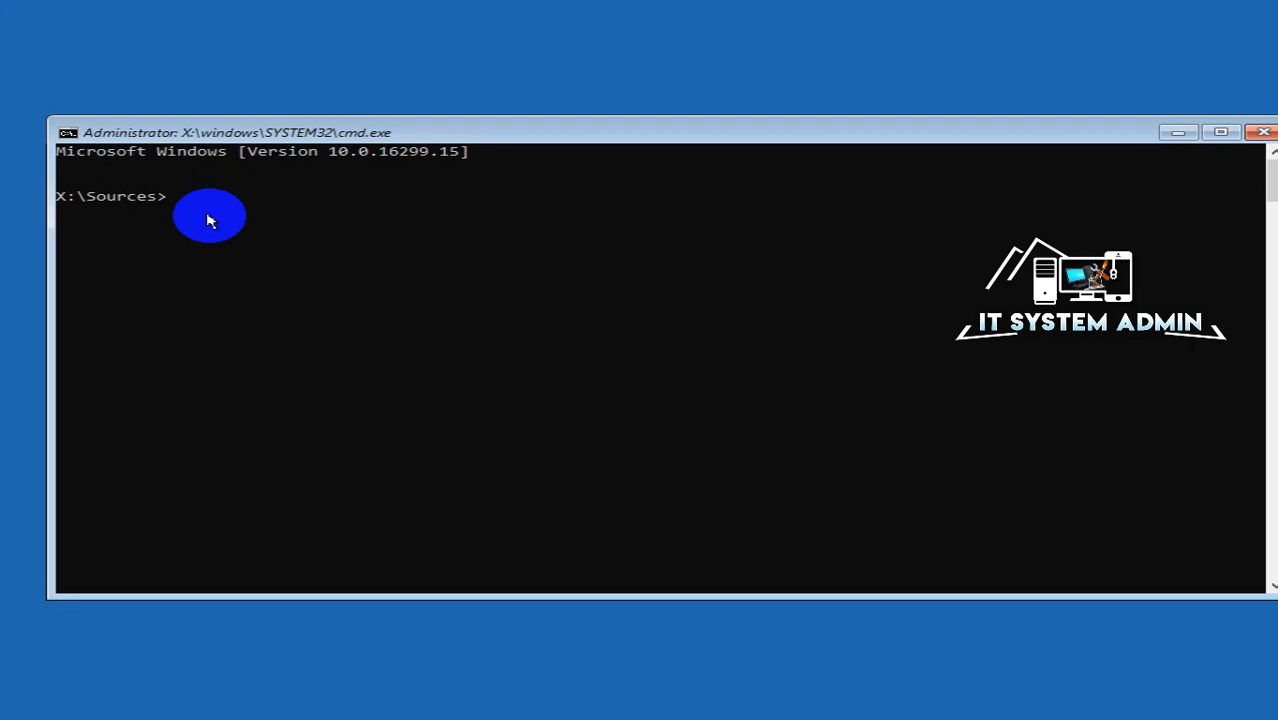 Administrator: X:\windows\SYSTEM32\cmd.exe
Microsoft Windows [Version 10.0.16299.15]
X:\Sources>
IT SYSTEM ADMIN